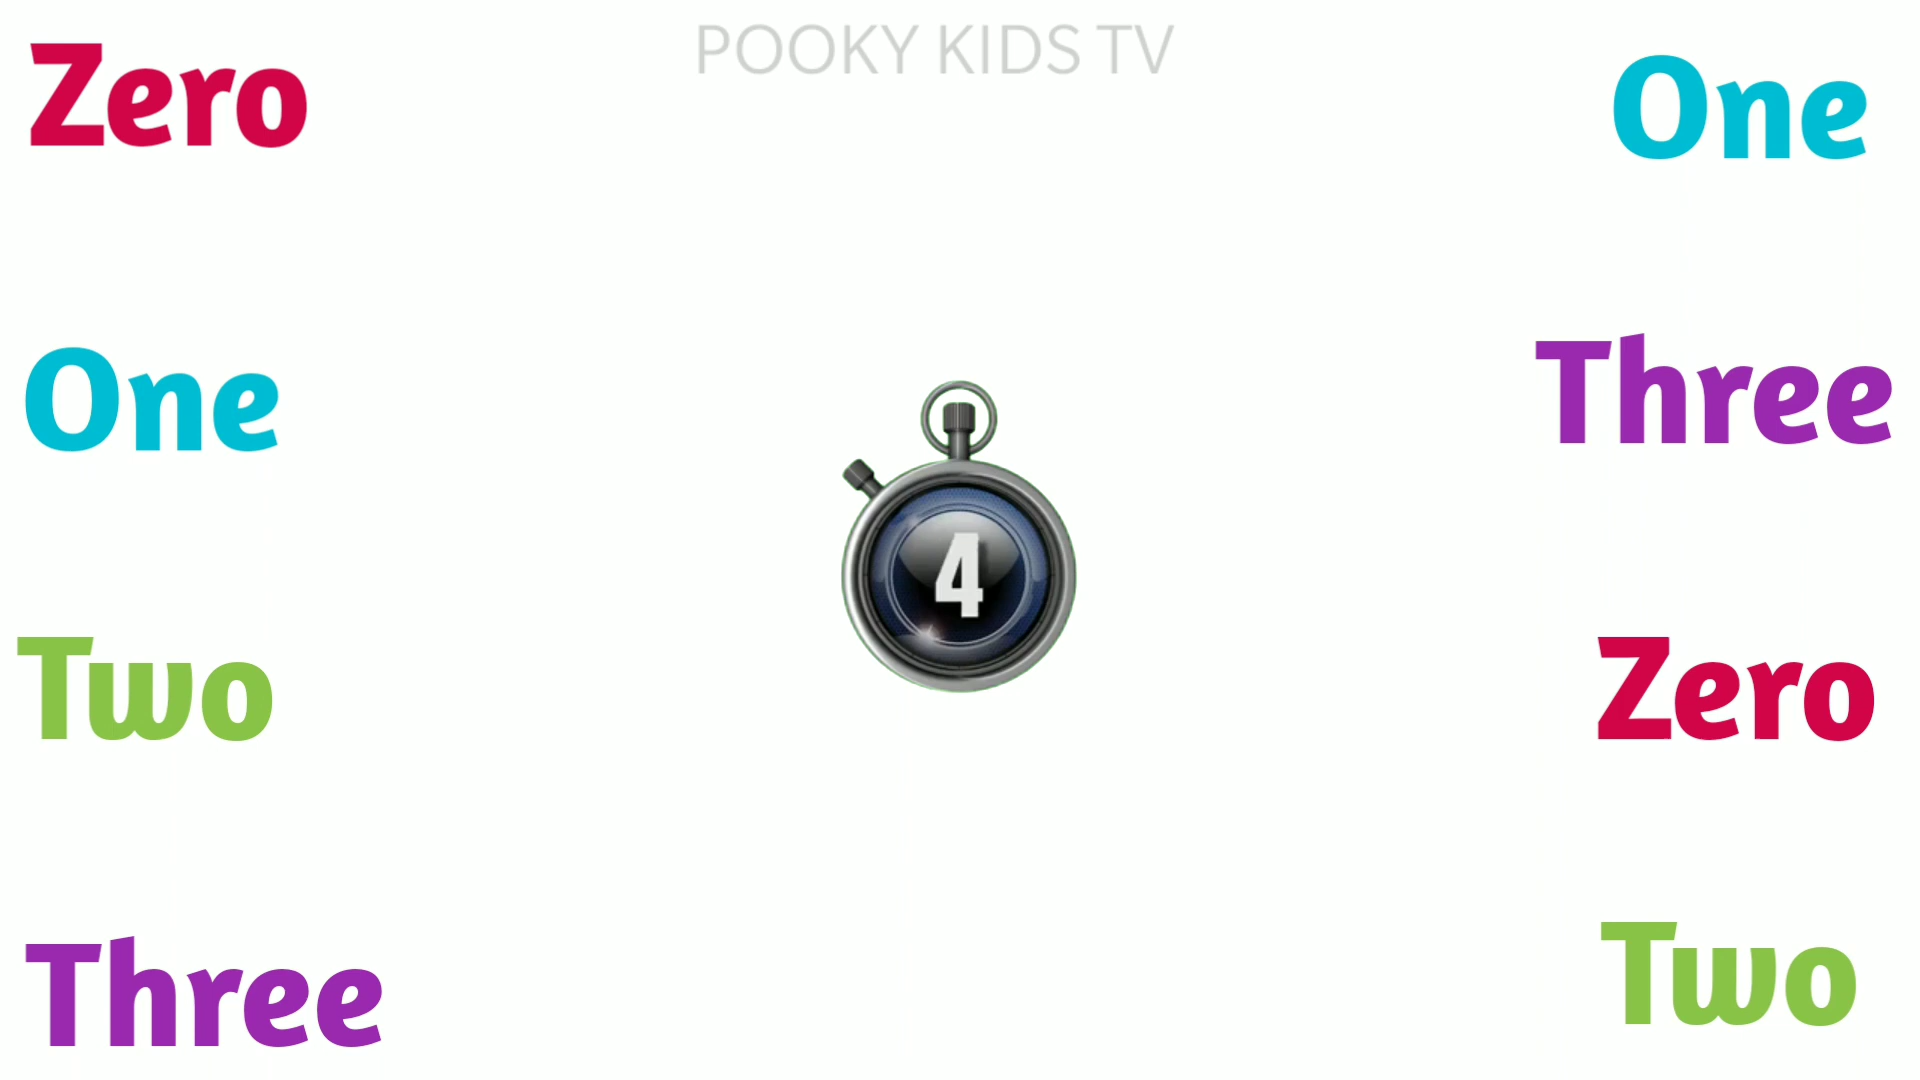 POOKY KIDS TV
Zero
One
One
Three
4
Two
Zero
Three
Two